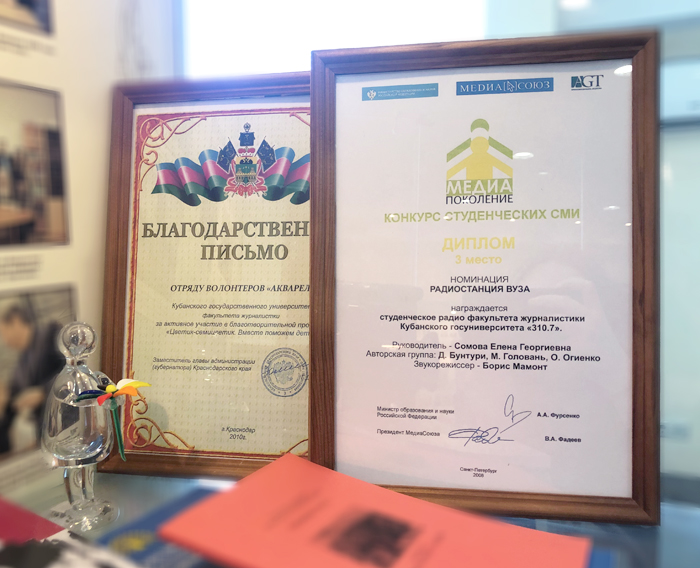 БЛАГОДАРСТВЕН
ПИСЬМО
ОТРЯДУ ВОЛОНТЕРОВ «АКВАРЕЛ
Кубанского государственного университе
факультета журналистики
за активное участие в благотворительной про
«Цветик-семицветик. Вместе поможем дет
Заместитель главы администрации
(губернатора) Краснодарского края
г.Краснодар
2010г.
МЕДИАСОЮЗ
AGT
МЕДИА
ПОКОЛЕНИЕ
КОНКУРС СТУДЕНЧЕСКИХ СМИ
ДИПЛОМ
3 место
НОМИНАЦИЯ
РАДИОСТАНЦИЯ ВУЗА
награждается
студенческое радио факультета журналистики
Кубанского госуниверситета «310.7».
Руководитель - Сомова Елена Георгиевна
Авторская группа: Д. Бунтури, М. Головань, О. Огиенко
Звукорежиссер - Борис Мамонт
Министр образования и науки
Российской Федерации
А.А. Фурсенко
Президент МедиаСоюза
В.А. Фадеев
Санкт-Петербург
2008